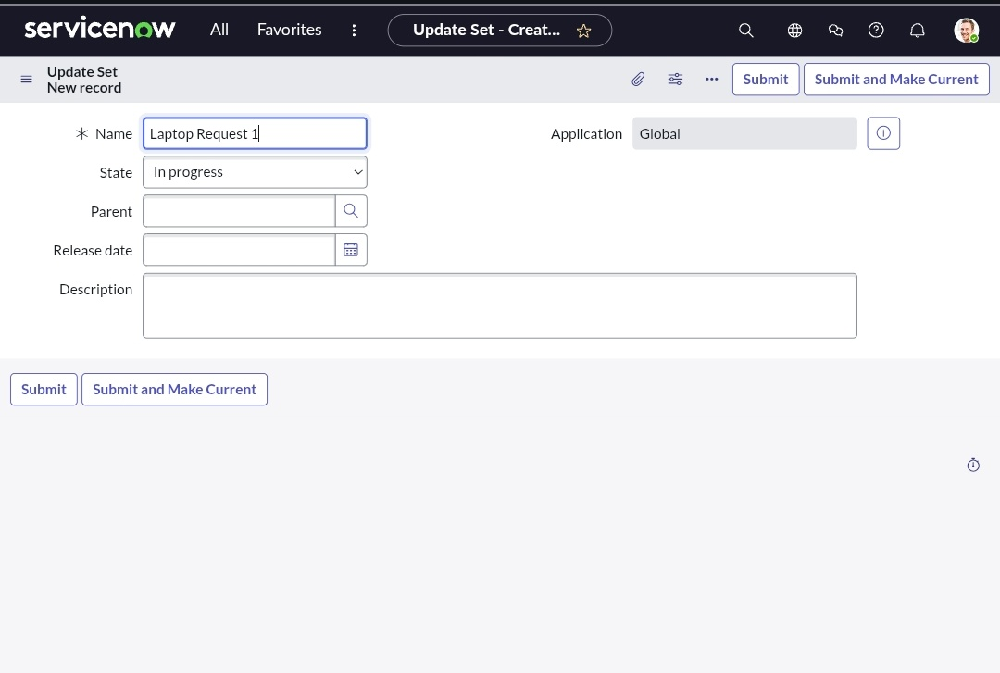 servicenow All Favorites Update Set - Creat...
Update Set
New record
Submit Submit and Make Current
Name Laptop Request 1 Application Global
State In progress
Parent
Release date
Description
Submit Submit and Make Current